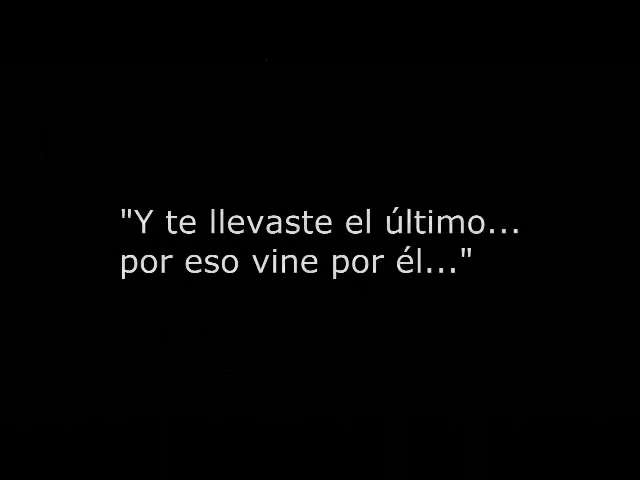 "Y te llevaste el último...
por eso vine por él..."